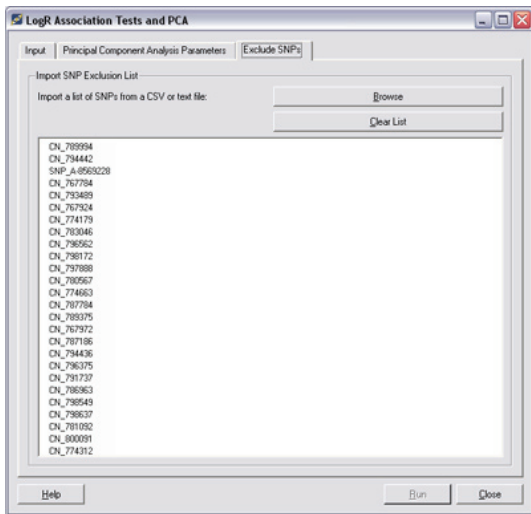 LogR Association Tests and PCA
Input Principal Component Analysis Parameters Exclude SNPs
Import SNP Exclusion List
Import a list of SNPs from a CSV or text file: Browse
Clear List
CN_789994
CN_794442
SNP_A-8569228
CN_767784
CN_793489
CN_767924
CN_774179
CN_783046
CN_796562
CN_798172
CN_797888
CN_780567
CN_774663
CN_787784
CN_789375
CN_767972
CN_787186
CN_794436
CN_796375
CN_791737
CN_786963
CN_798549
CN_798637
CN_781092
CN_800091
CN_774312
Help Run Close